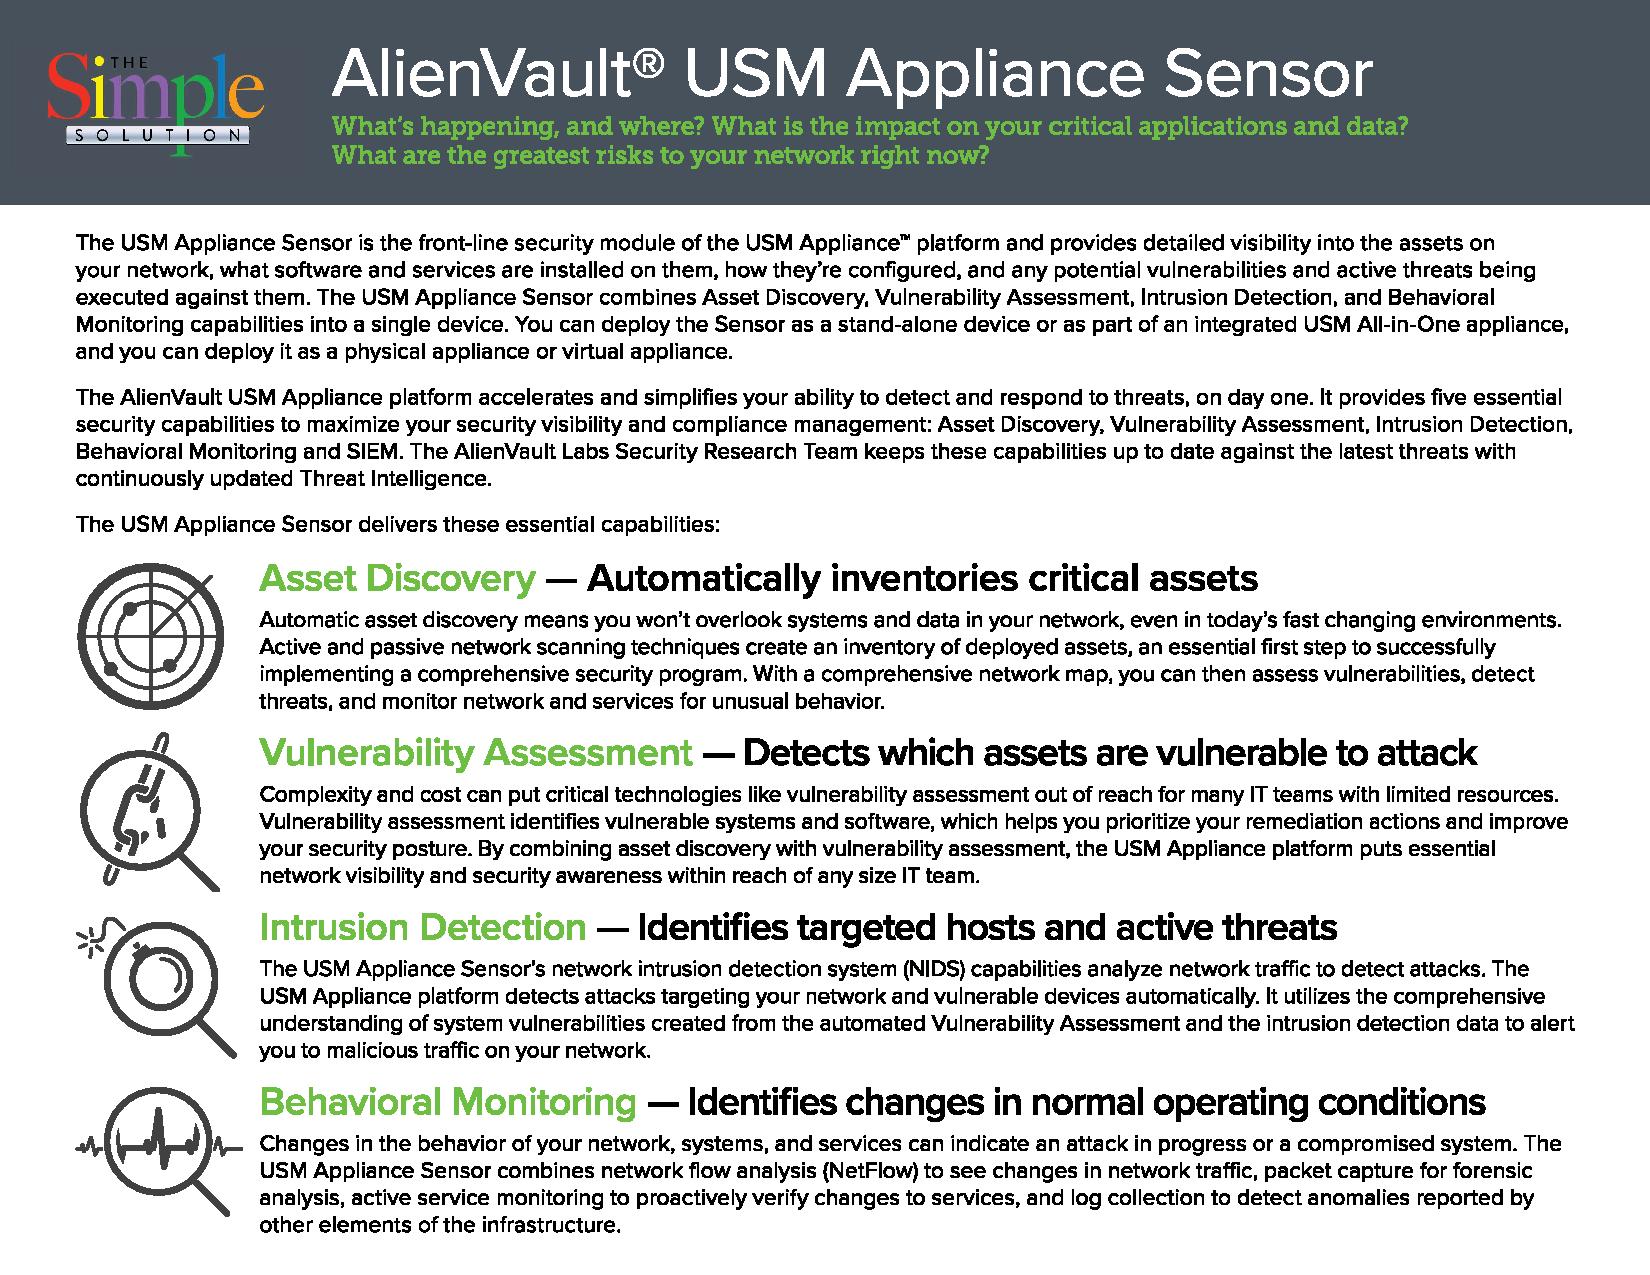 THE
Simple
SOLUTION
AlienVault® USM Appliance Sensor
What's happening, and where? What is the impact on your critical applications and data?
What are the greatest risks to your network right now?
The USM Appliance Sensor is the front-line security module of the USM Appliance™ platform and provides detailed visibility into the assets on
your network, what software and services are installed on them, how they're configured, and any potential vulnerabilities and active threats being
executed against them. The USM Appliance Sensor combines Asset Discovery, Vulnerability Assessment, Intrusion Detection, and Behavioral
Monitoring capabilities into a single device. You can deploy the Sensor as a stand-alone device or as part of an integrated USM All-in-One appliance,
and you can deploy it as a physical appliance or virtual appliance.
The AlienVault USM Appliance platform accelerates and simplifies your ability to detect and respond to threats, on day one. It provides five essential
security capabilities to maximize your security visibility and compliance management: Asset Discovery, Vulnerability Assessment, Intrusion Detection,
Behavioral Monitoring and SIEM. The AlienVault Labs Security Research Team keeps these capabilities up to date against the latest threats with
continuously updated Threat Intelligence.
The USM Appliance Sensor delivers these essential capabilities:
Asset Discovery — Automatically inventories critical assets
Automatic asset discovery means you won't overlook systems and data in your network, even in today's fast changing environments.
Active and passive network scanning techniques create an inventory of deployed assets, an essential first step to successfully
implementing a comprehensive security program. With a comprehensive network map, you can then assess vulnerabilities, detect
threats, and monitor network and services for unusual behavior.
Vulnerability Assessment — Detects which assets are vulnerable to attack
Complexity and cost can put critical technologies like vulnerability assessment out of reach for many IT teams with limited resources.
Vulnerability assessment identifies vulnerable systems and software, which helps you prioritize your remediation actions and improve
your security posture. By combining asset discovery with vulnerability assessment, the USM Appliance platform puts essential
network visibility and security awareness within reach of any size IT team.
Intrusion Detection — Identifies targeted hosts and active threats
The USM Appliance Sensor's network intrusion detection system (NIDS) capabilities analyze network traffic to detect attacks. The
USM Appliance platform detects attacks targeting your network and vulnerable devices automatically. It utilizes the comprehensive
understanding of system vulnerabilities created from the automated Vulnerability Assessment and the intrusion detection data to alert
you to malicious traffic on your network.
Behavioral Monitoring — Identifies changes in normal operating conditions
Changes in the behavior of your network, systems, and services can indicate an attack in progress or a compromised system. The
USM Appliance Sensor combines network flow analysis (NetFlow) to see changes in network traffic, packet capture for forensic
analysis, active service monitoring to proactively verify changes to services, and log collection to detect anomalies reported by
other elements of the infrastructure.